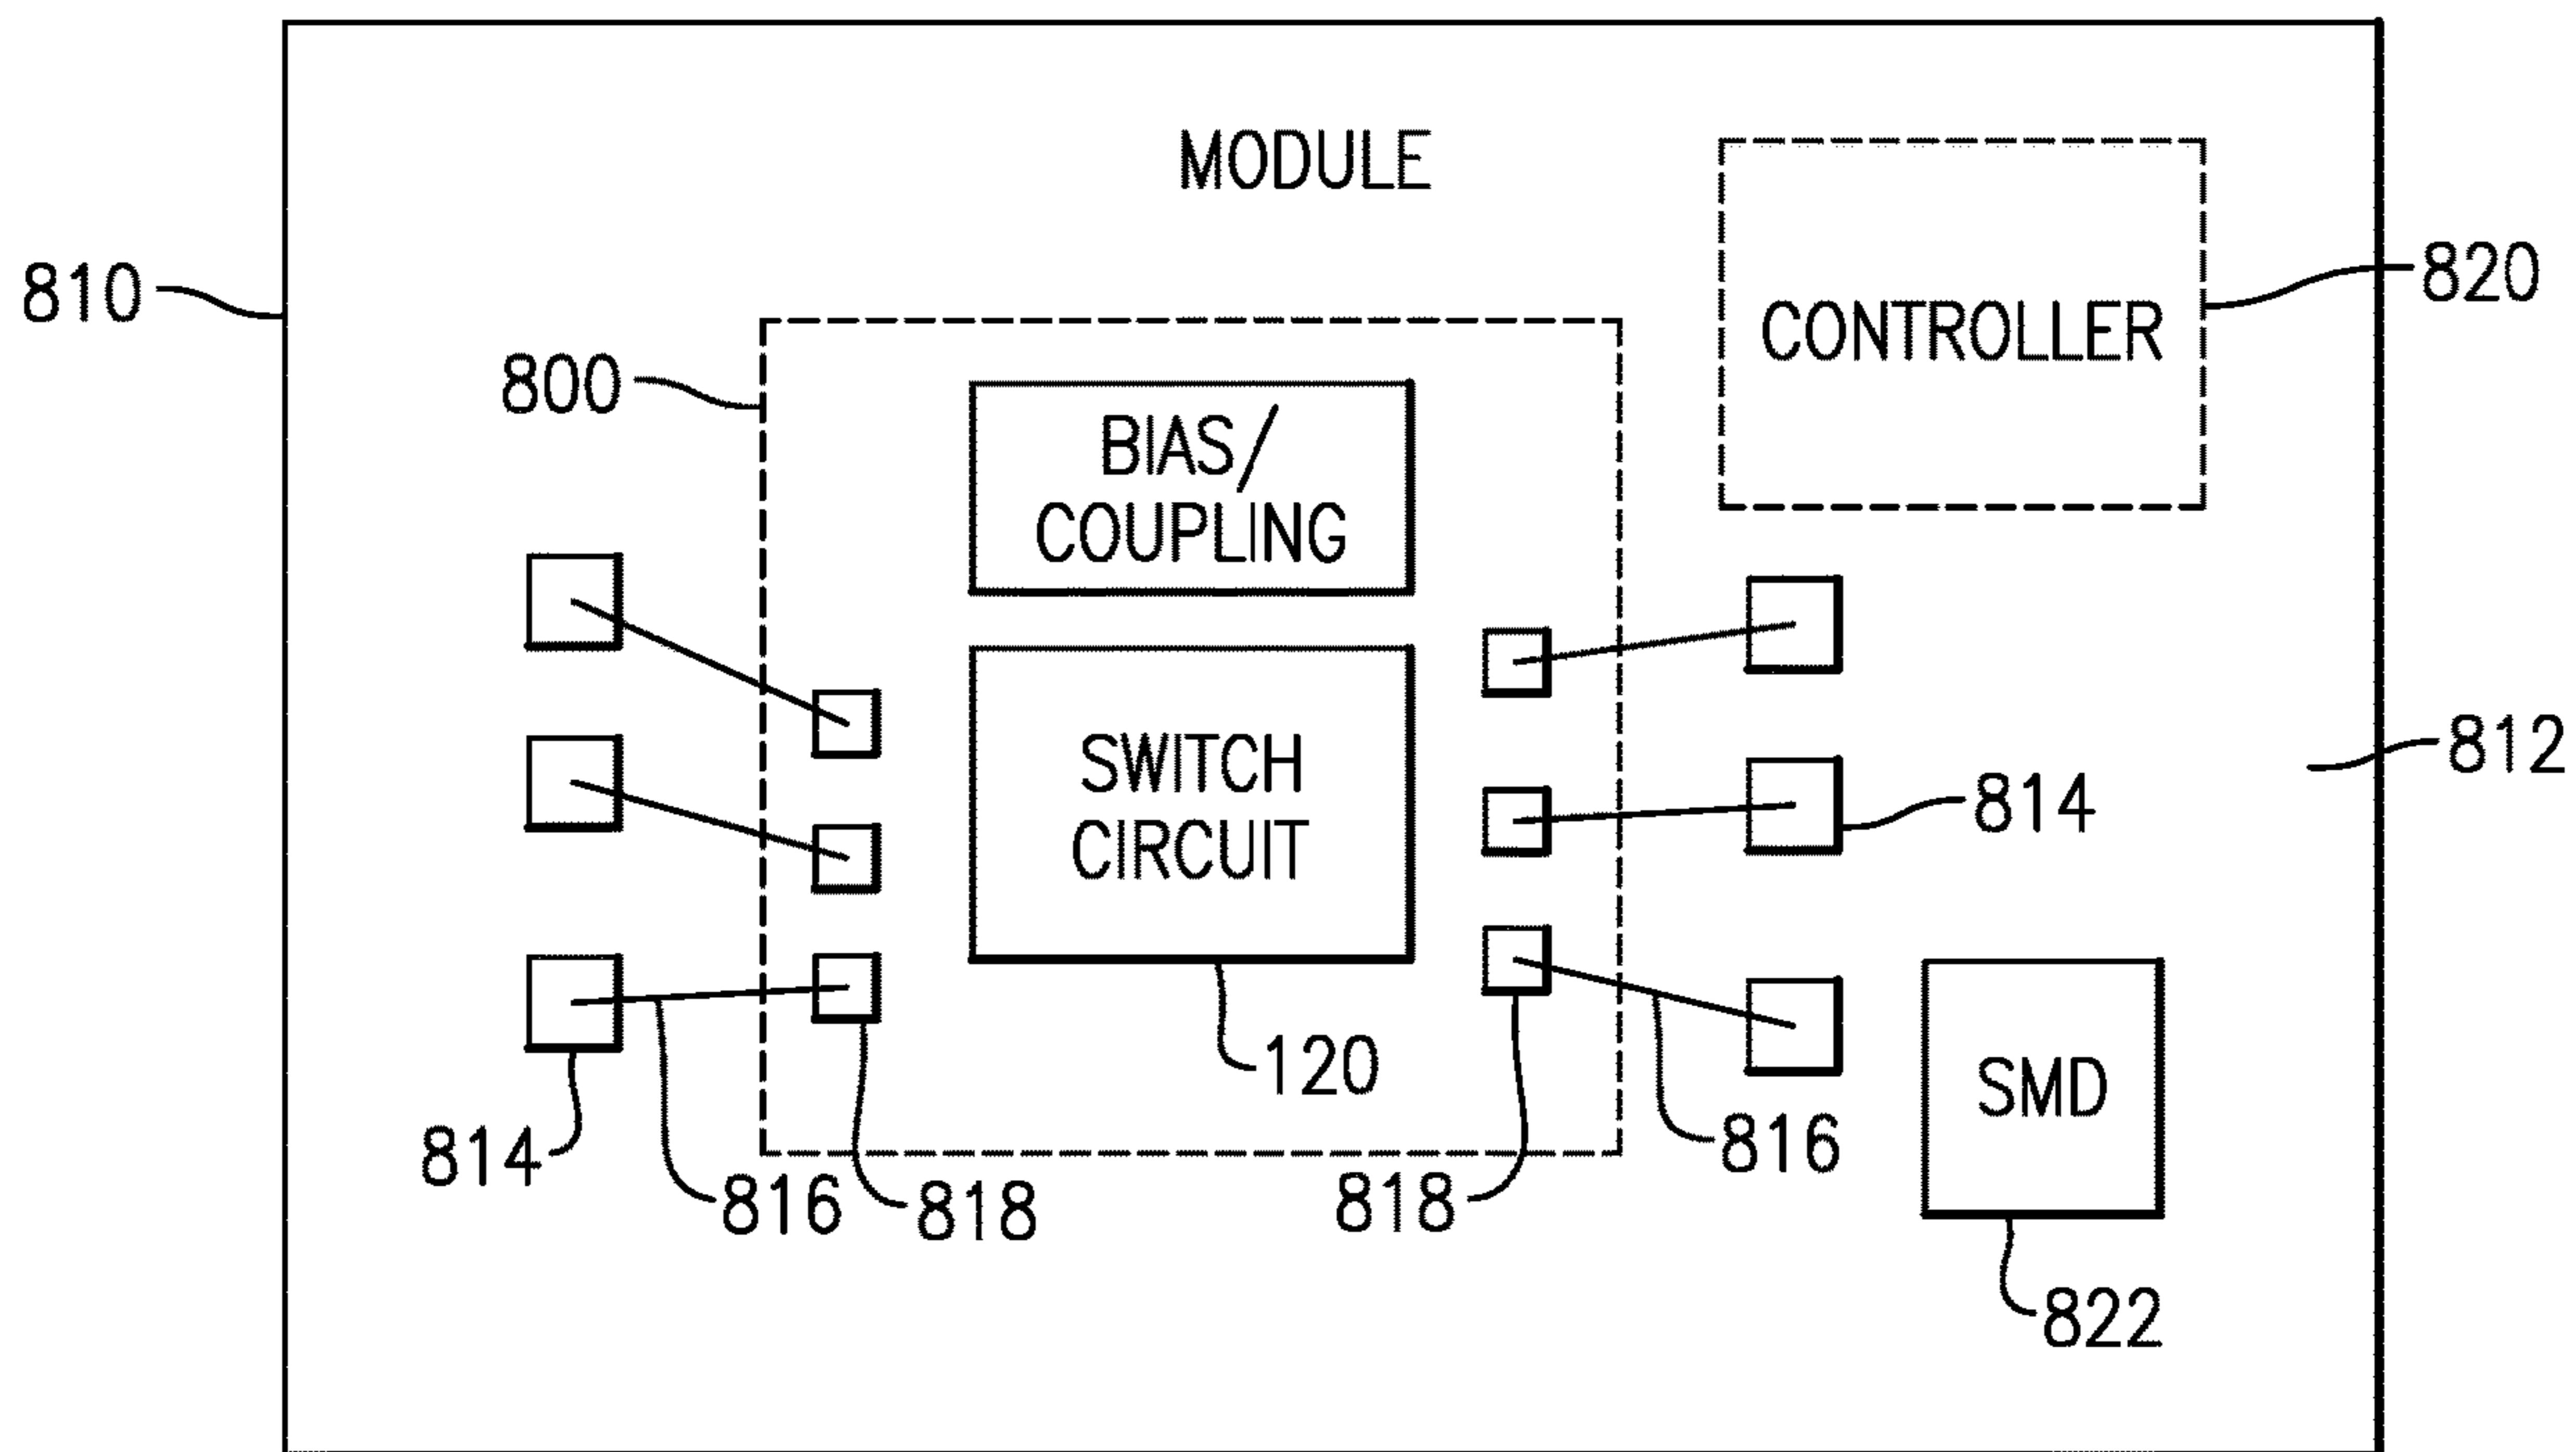 MODULE
810
820
CONTROLLER
800
BIAS/
COUPLING
SWITCH
CIRCUIT
812
814
120
SMD
814
816
818
818
816
822